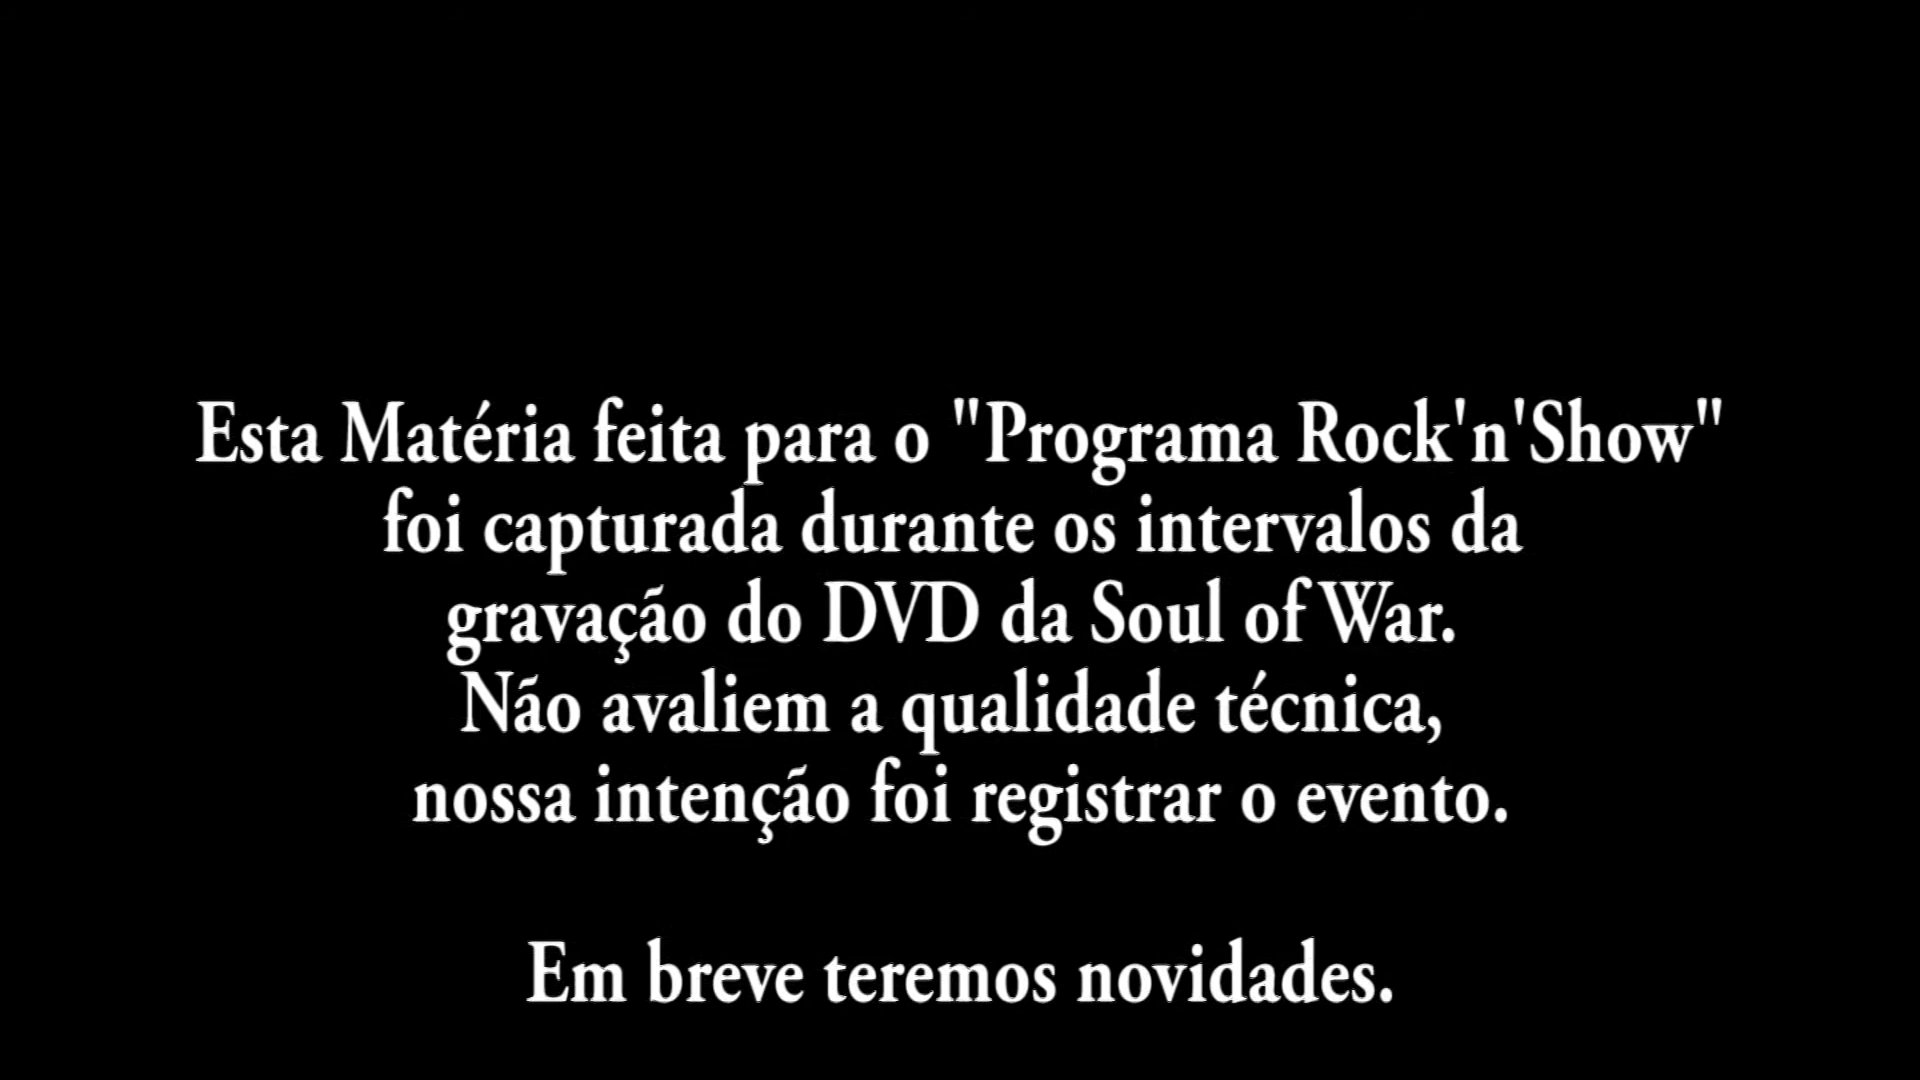 Esta Matéria feita para o "Programa Rock'n'Show"
foi capturada durante os intervalos da
gravação do DVD da Soul of War.
Não avaliem a qualidade técnica,
nossa intenção foi registrar o evento.
Em breve teremos novidades.